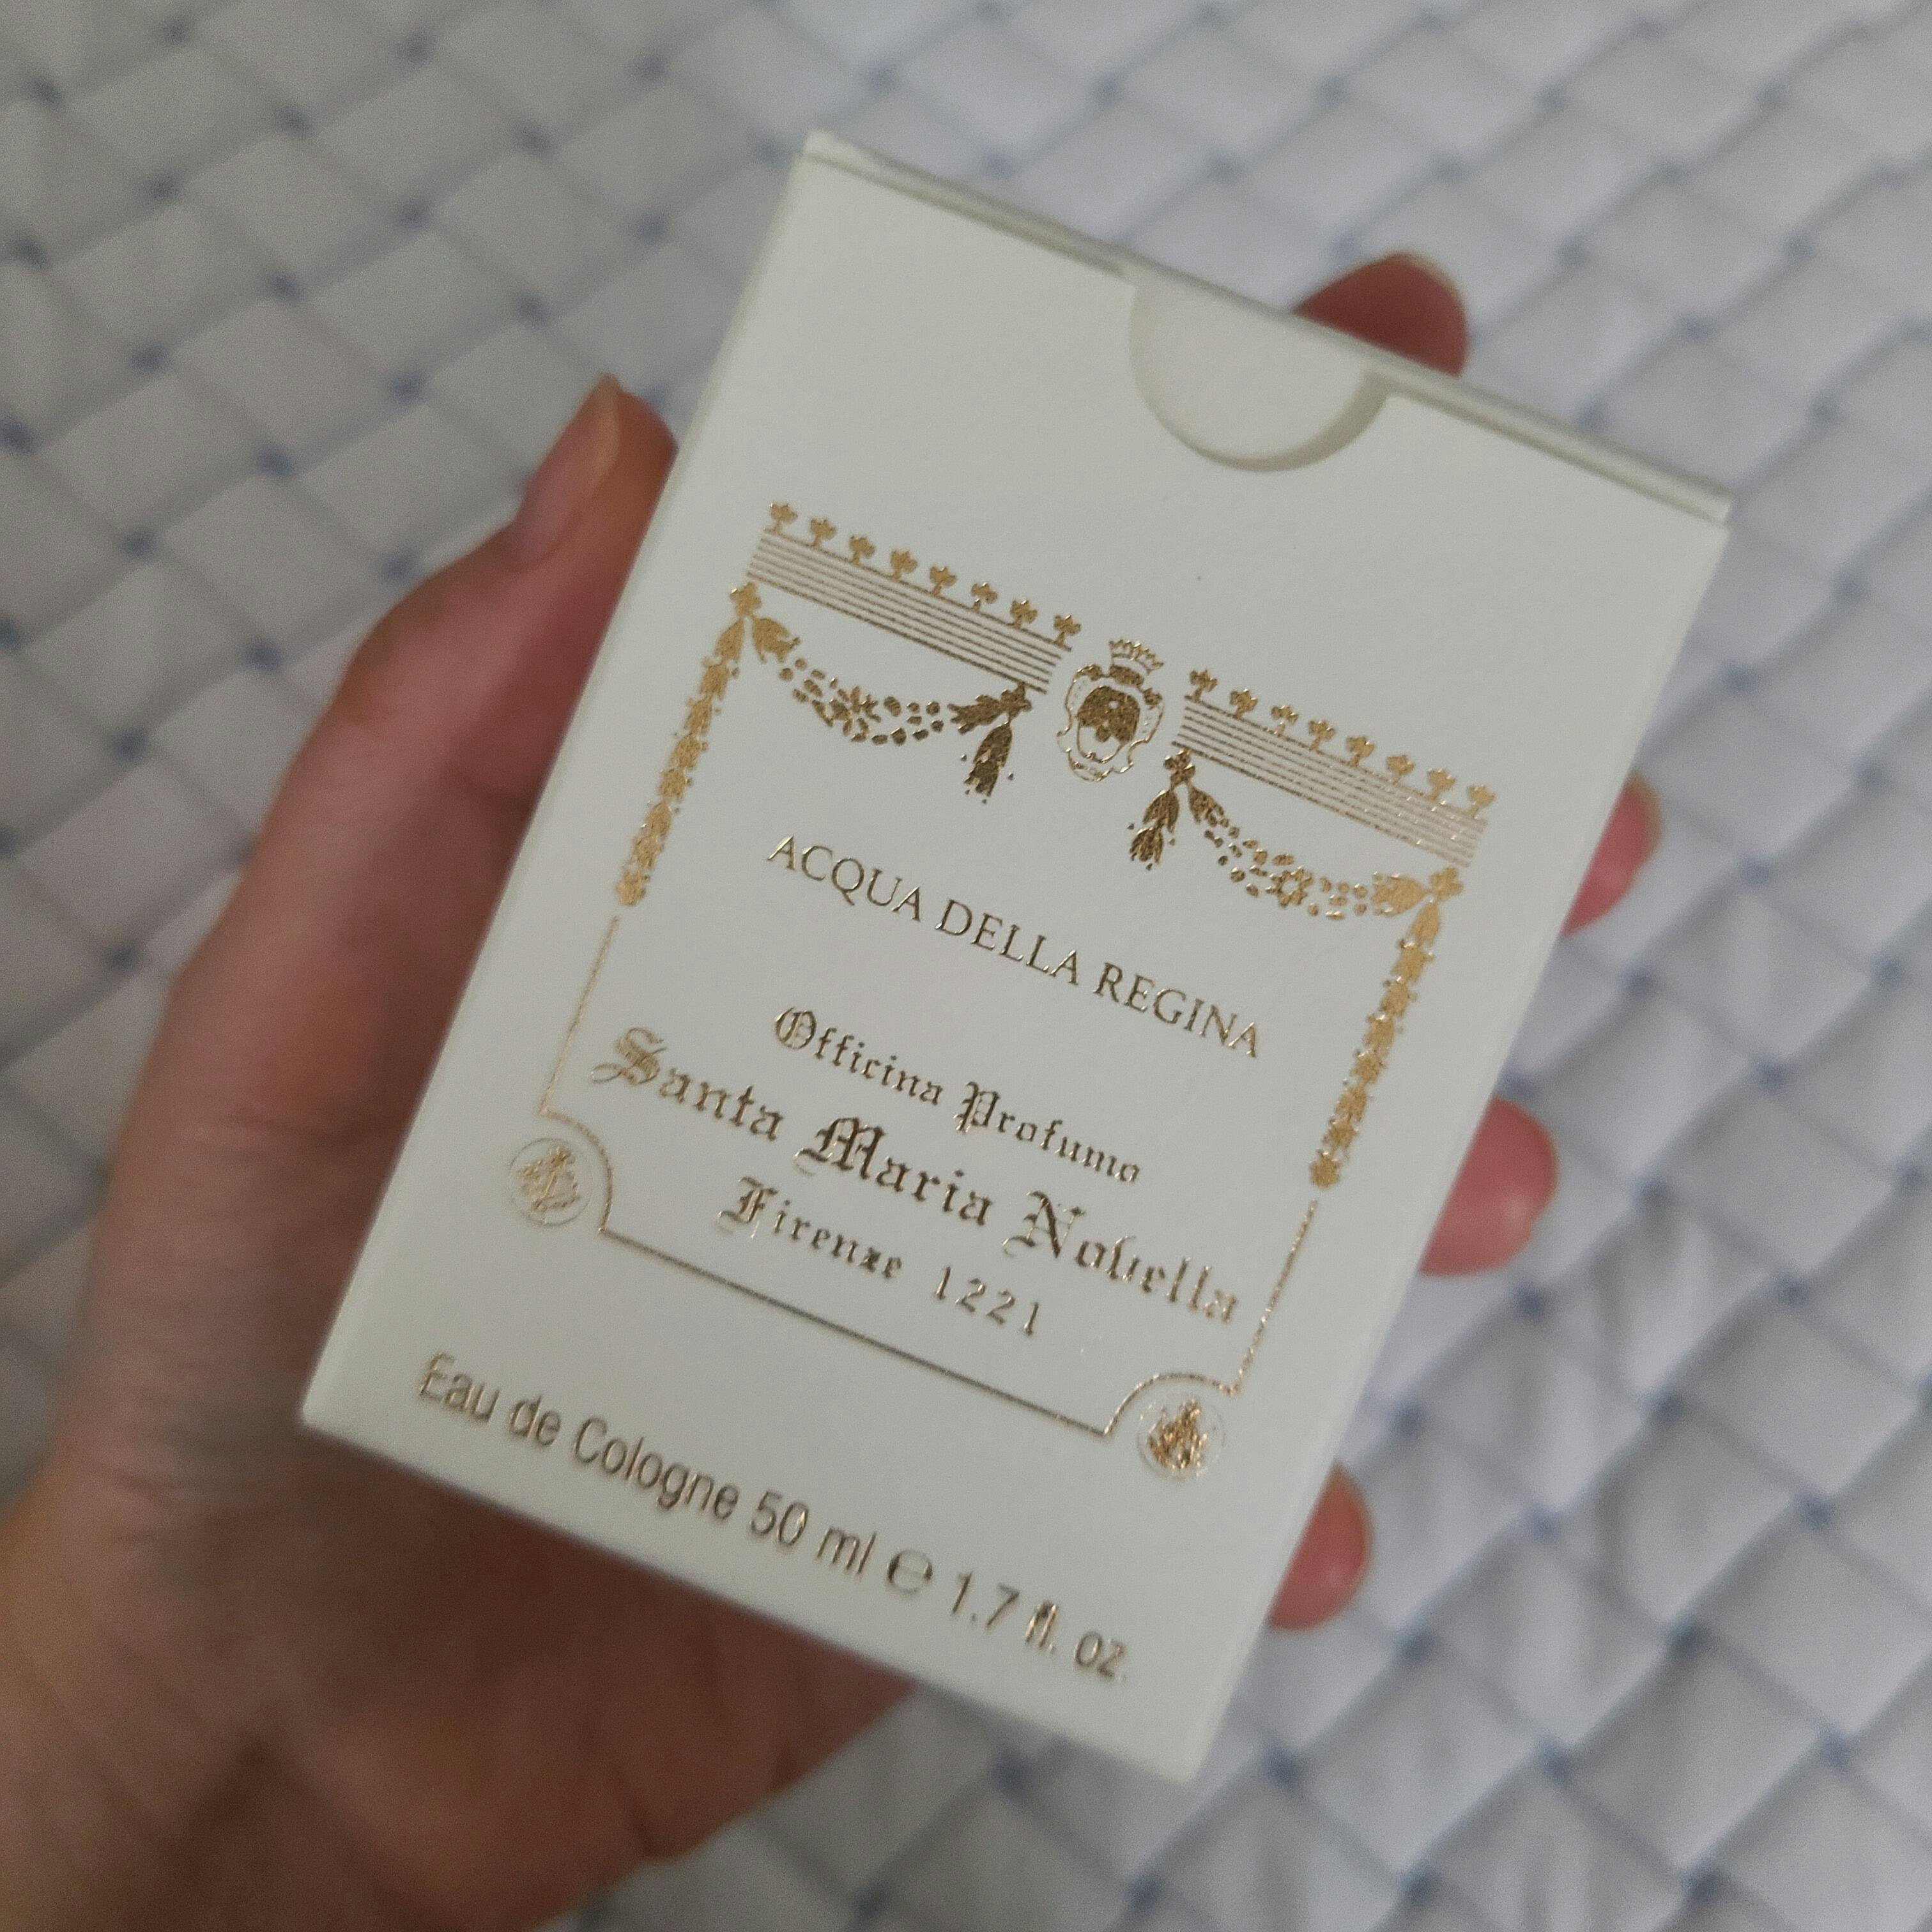 ACQUA DELLA REGINA
Officina Profumo
Santa Maria Novella
Firenze 1221
Eau de Cologne 50 ml ℮ 1.7 fl. oz.